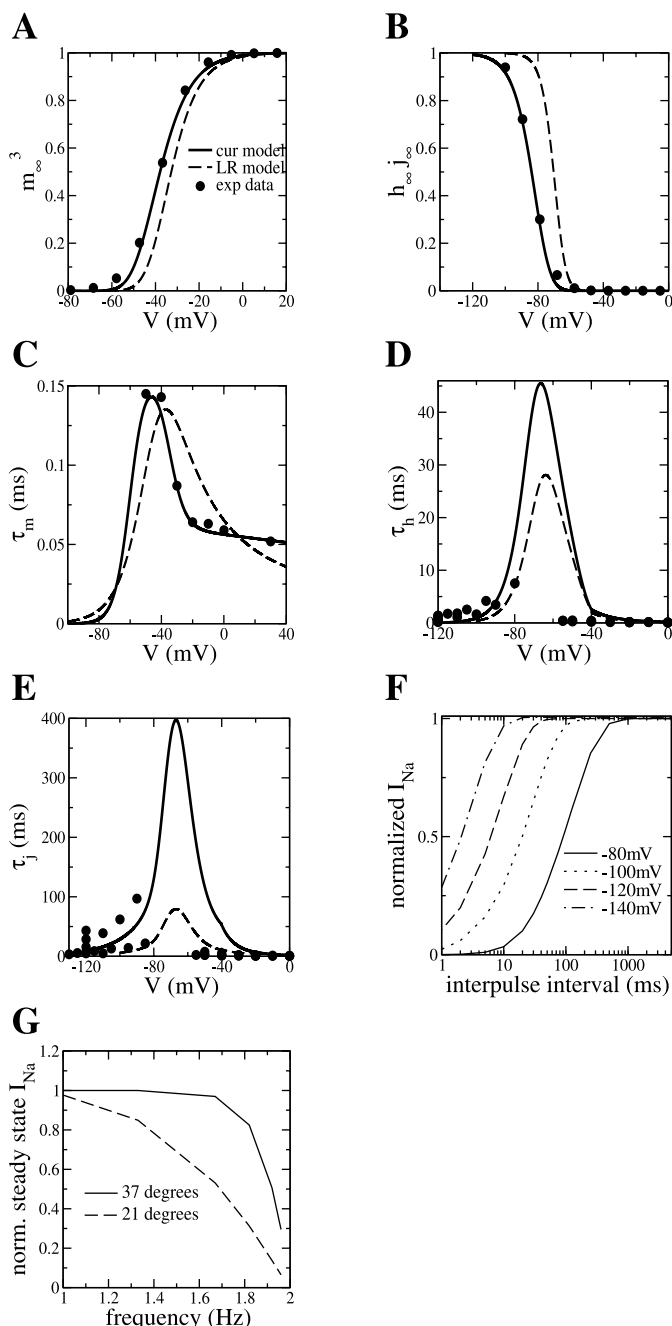 A
1
0.8
0.6
0.4
0.2
0
m∞³
cur model
LR model
exp data
-80 -60 -40 -20 0 20
V (mV)
B
1
0.8
0.6
0.4
0.2
0
h∞ j∞
-120 -80 -40 0
V (mV)
C
0.15
0.1
0.05
0
τm (ms)
-80 -40 0 40
V (mV)
D
40
30
20
10
0
τh (ms)
-120 -80 -40 0
V (mV)
E
400
300
200
100
0
τj (ms)
-120 -80 -40 0
V (mV)
F
1
0.5
0
normalized INa
-80mV
-100mV
-120mV
-140mV
1 10 100 1000
interpulse interval (ms)
G
1.2
1
0.8
0.6
0.4
0.2
0
norm. steady state INa
37 degrees
21 degrees
1 1.2 1.4 1.6 1.8 2
frequency (Hz)